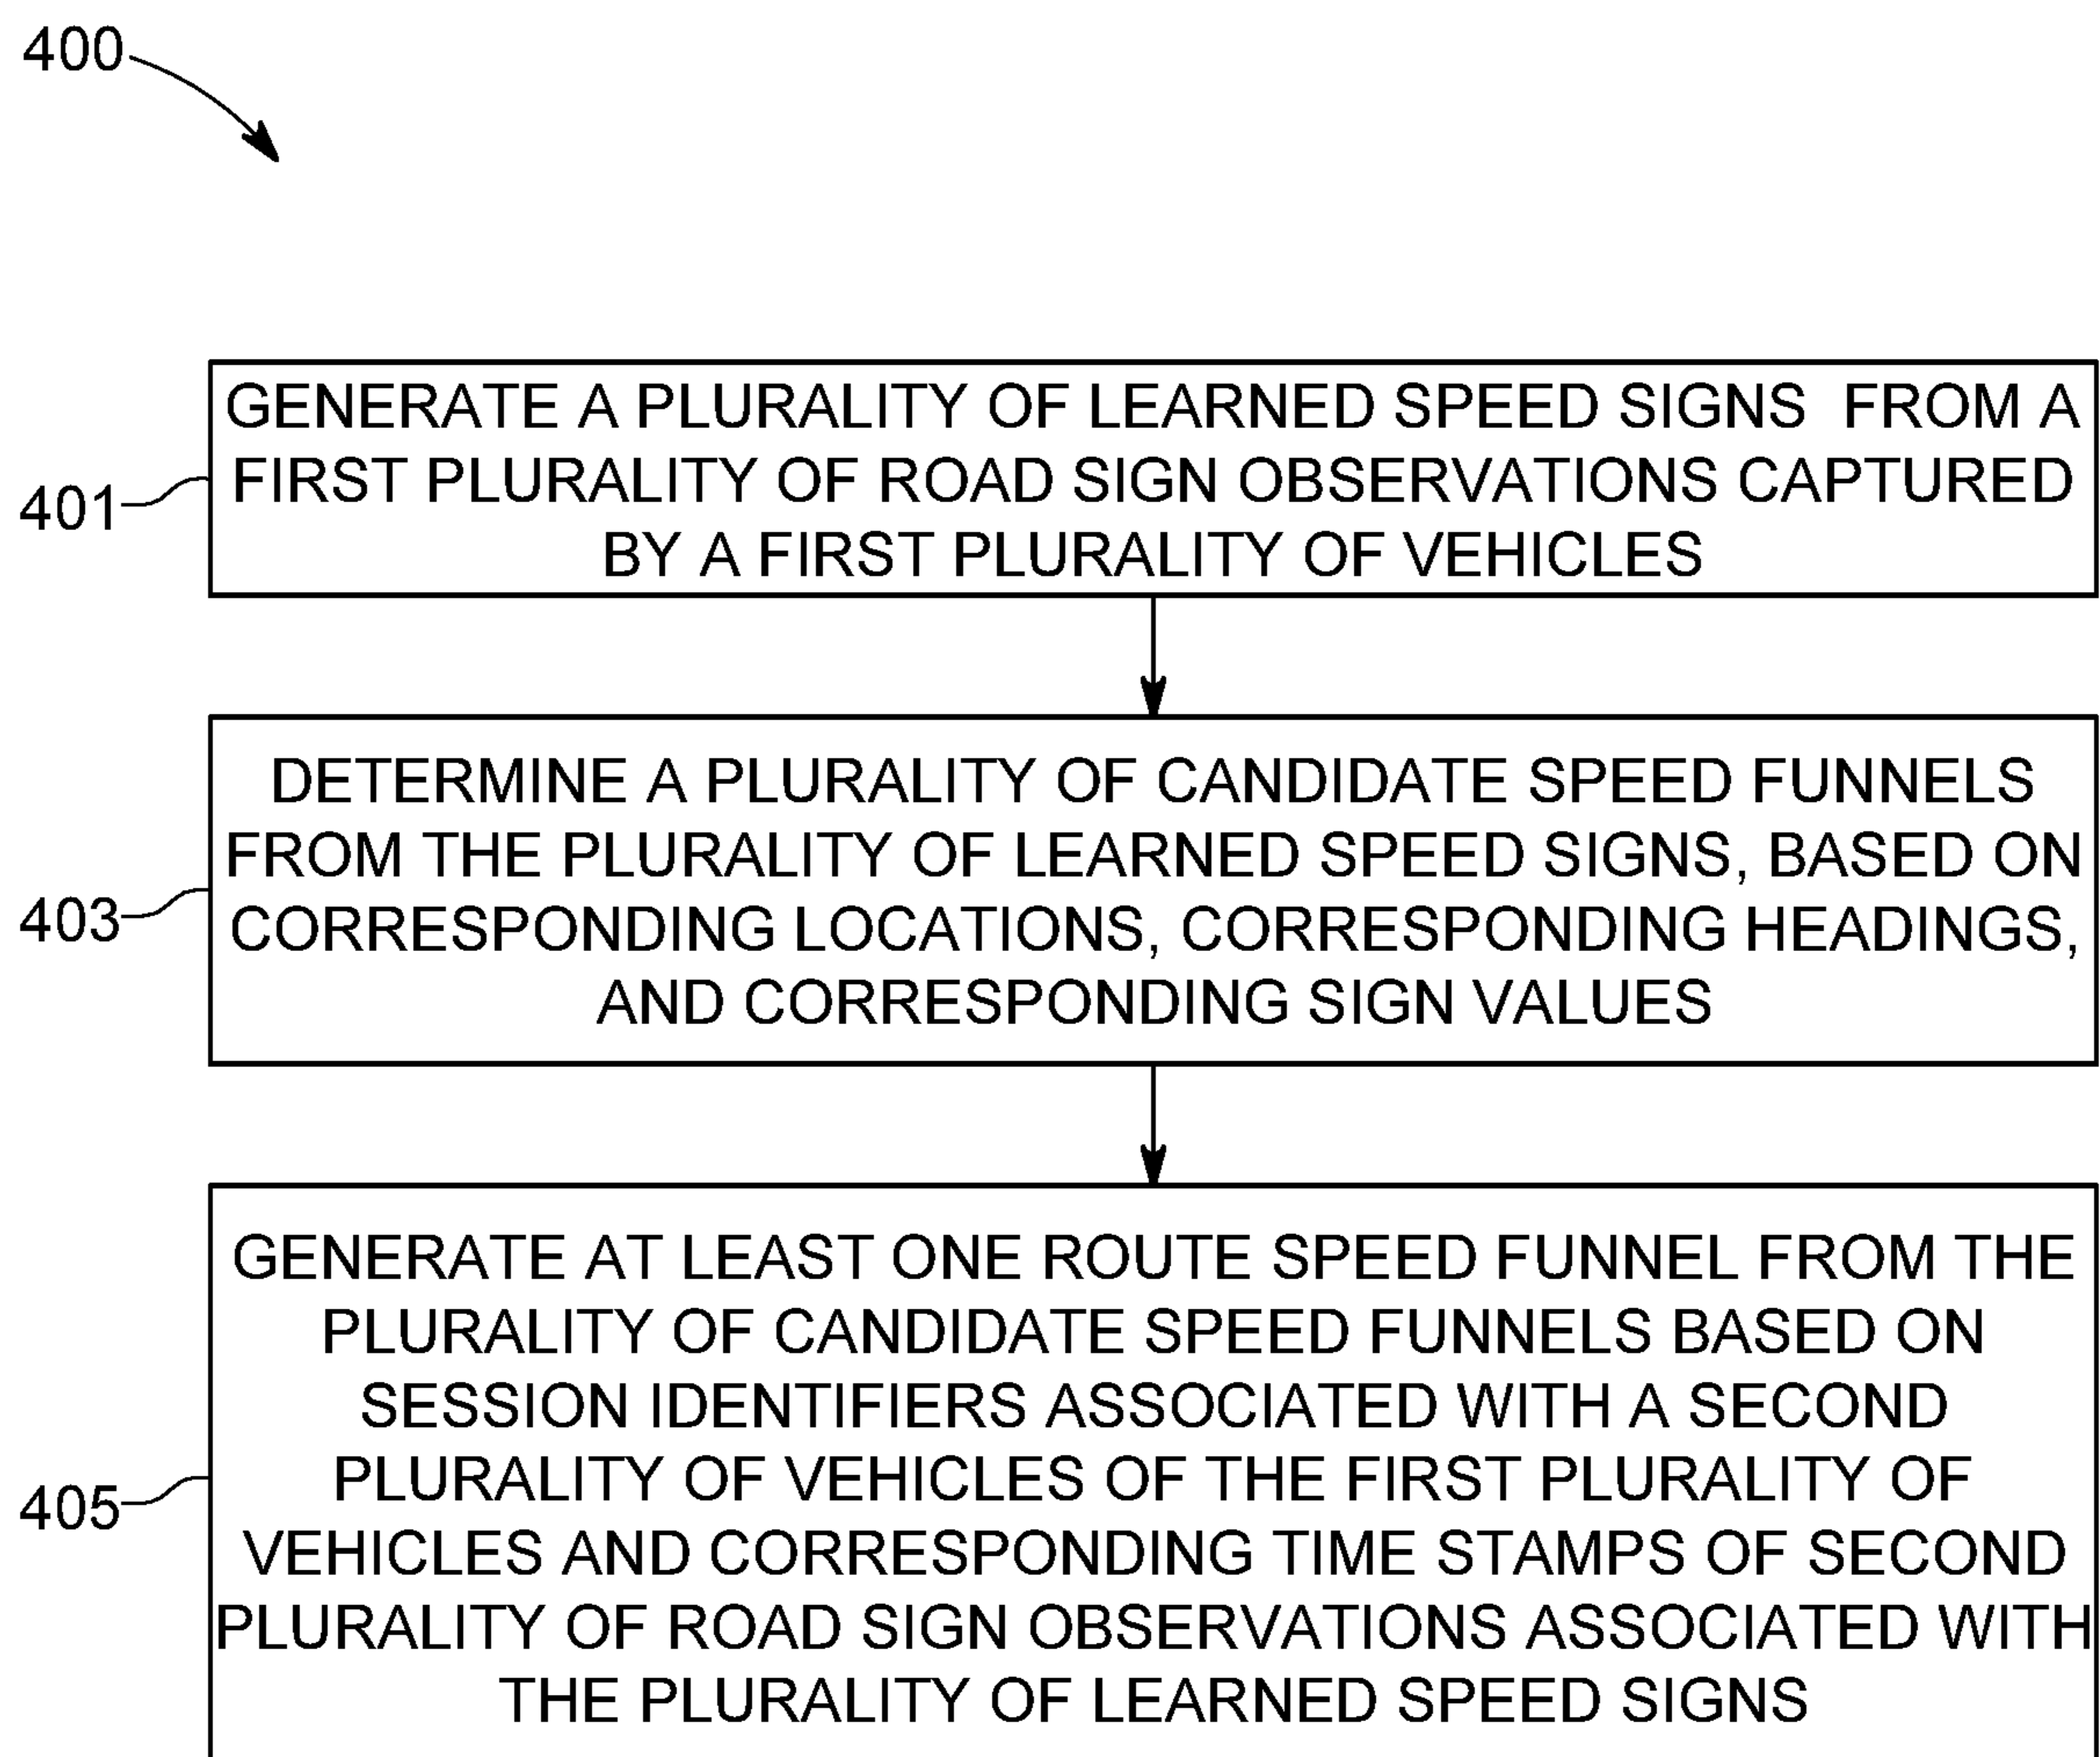 400
GENERATE A PLURALITY OF LEARNED SPEED SIGNS FROM A
FIRST PLURALITY OF ROAD SIGN OBSERVATIONS CAPTURED
BY A FIRST PLURALITY OF VEHICLES
401
DETERMINE A PLURALITY OF CANDIDATE SPEED FUNNELS
FROM THE PLURALITY OF LEARNED SPEED SIGNS, BASED ON
CORRESPONDING LOCATIONS, CORRESPONDING HEADINGS,
AND CORRESPONDING SIGN VALUES
403
GENERATE AT LEAST ONE ROUTE SPEED FUNNEL FROM THE
PLURALITY OF CANDIDATE SPEED FUNNELS BASED ON
SESSION IDENTIFIERS ASSOCIATED WITH A SECOND
PLURALITY OF VEHICLES OF THE FIRST PLURALITY OF
VEHICLES AND CORRESPONDING TIME STAMPS OF SECOND
PLURALITY OF ROAD SIGN OBSERVATIONS ASSOCIATED WITH
THE PLURALITY OF LEARNED SPEED SIGNS
405